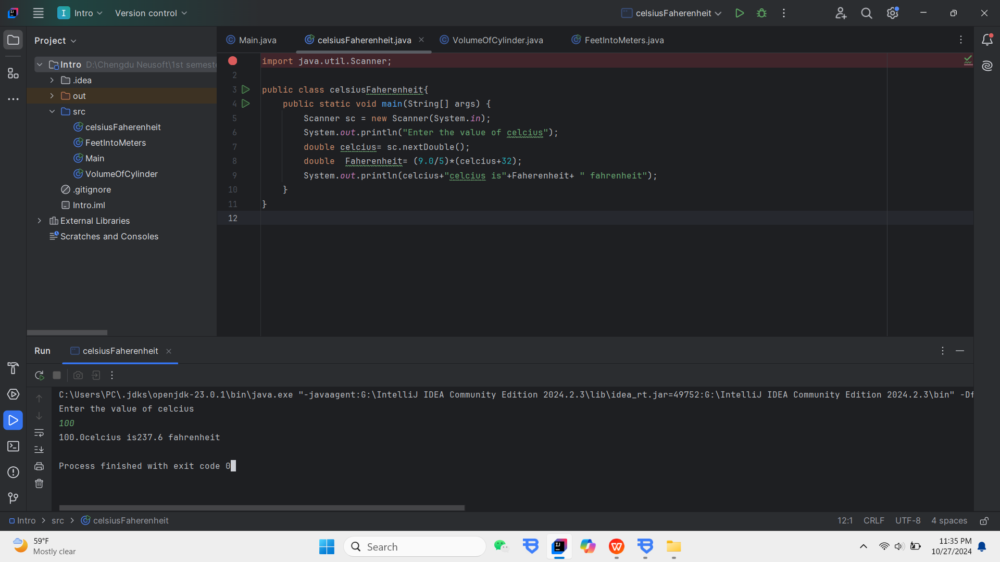 Intro
Version control
celsiusFaherenheit
Project
Main.java
celsiusFaherenheit.java
VolumeOfCylinder.java
FeetIntoMeters.java
Intro D:\Chengdu Neusoft\1st semeste
.idea
out
src
celsiusFaherenheit
FeetIntoMeters
Main
VolumeOfCylinder
.gitignore
Intro.iml
External Libraries
Scratches and Consoles
import java.util.Scanner;
2
3 public class celsiusFaherenheit{
4 public static void main(String[] args) {
5 Scanner sc = new Scanner(System.in);
6 System.out.println("Enter the value of celcius");
7 double celcius= sc.nextDouble();
8 double  Faherenheit= (9.0/5)*(celcius+32);
9 System.out.println(celcius+"celcius is"+Faherenheit+ " fahrenheit");
10 }
11 }
12
Run
celsiusFaherenheit
C:\Users\PC\.jdks\openjdk-23.0.1\bin\java.exe "-javaagent:G:\IntelliJ IDEA Community Edition 2024.2.3\lib\idea_rt.jar=49752:G:\IntelliJ IDEA Community Edition 2024.2.3\bin" -Df
Enter the value of celcius
100
100.0celcius is237.6 fahrenheit
Process finished with exit code 0
Intro > src > celsiusFaherenheit
12:1 CRLF UTF-8 4 spaces
59°F
Mostly clear
Search
11:35 PM
10/27/2024